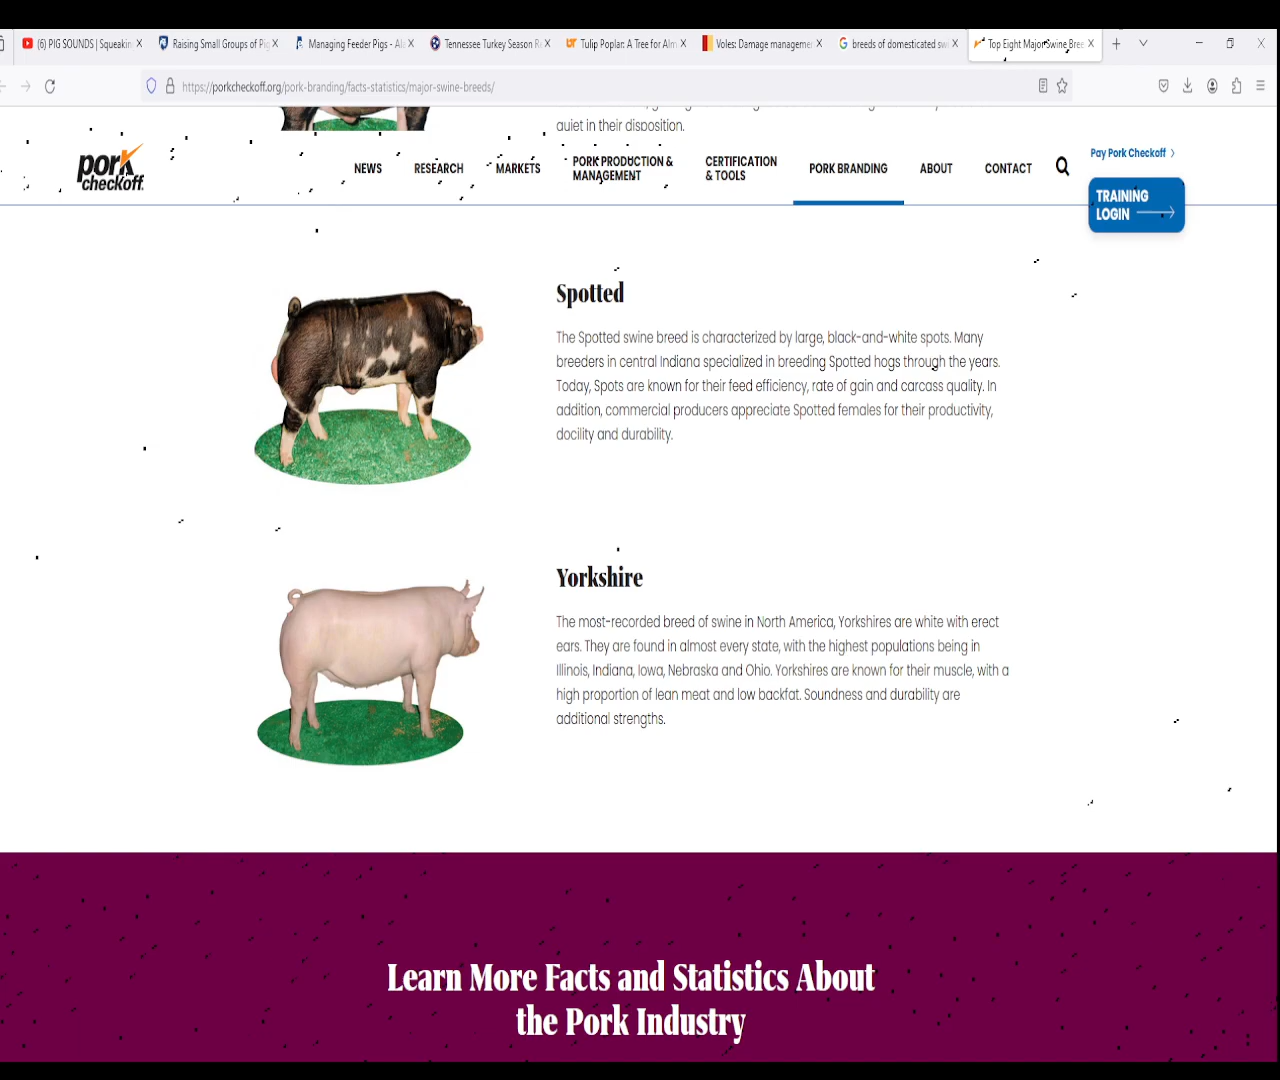 (6) PIG SOUNDS | Squeakin
Raising Small Groups of Pig
Managing Feeder Pigs - Al
Tennessee Turkey Season R
Tulip Poplar: A Tree for Alm
Voles: Damage managemen
breeds of domesticated sw
Top Eight Major Swine Bree
https://porkcheckoff.org/pork-branding/facts-statistics/major-swine-breeds/
quiet in their disposition.
pork checkoff
NEWS
RESEARCH
MARKETS
PORK PRODUCTION &
MANAGEMENT
CERTIFICATION
& TOOLS
PORK BRANDING
ABOUT
CONTACT
Pay Pork Checkoff
TRAINING
LOGIN
Spotted
The Spotted swine breed is characterized by large, black-and-white spots. Many
breeders in central Indiana specialized in breeding Spotted hogs through the years.
Today, Spots are known for their feed efficiency, rate of gain and carcass quality. In
addition, commercial producers appreciate Spotted females for their productivity,
docility and durability.
Yorkshire
The most-recorded breed of swine in North America, Yorkshires are white with erect
ears. They are found in almost every state, with the highest populations being in
Illinois, Indiana, Iowa, Nebraska and Ohio. Yorkshires are known for their muscle, with a
high proportion of lean meat and low backfat. Soundness and durability are
additional strengths.
Learn More Facts and Statistics About
the Pork Industry